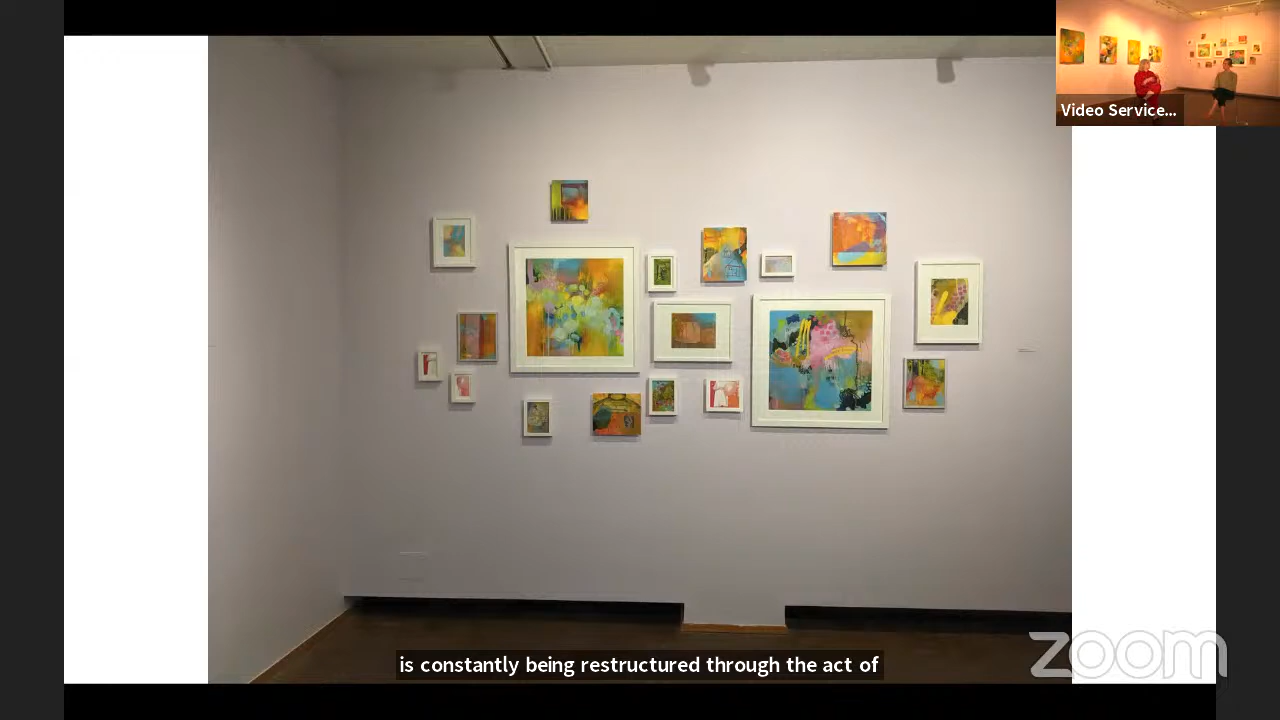 Video Service...
is constantly being restructured through the act of
zoom